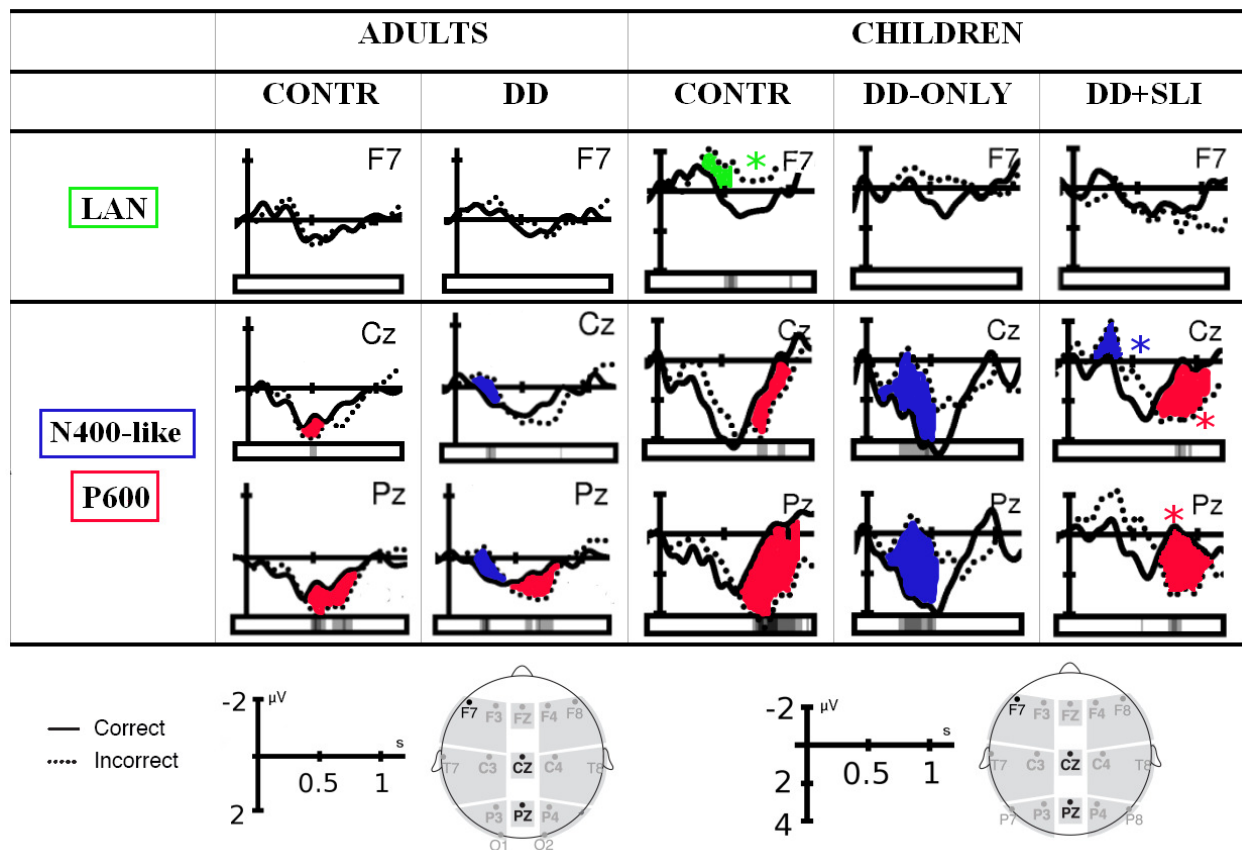 ADULTS CHILDREN
CONTR DD CONTR DD-ONLY DD+SLI
LAN F7 F7 * F7 F7 F7
Cz Cz Cz Cz * Cz
N400-like *
P600 Pz Pz Pz Pz * Pz
-2 μV -2 μV
F7 F3 FZ F4 F8 F7 F3 FZ F4 F8
— Correct s s
····· Incorrect T7 C3 CZ C4 T8 T7 C3 CZ C4 T8
0.5 1 0.5 1
2 2
P3 PZ P4 P7 P3 PZ P4 P8
4
O1 O2